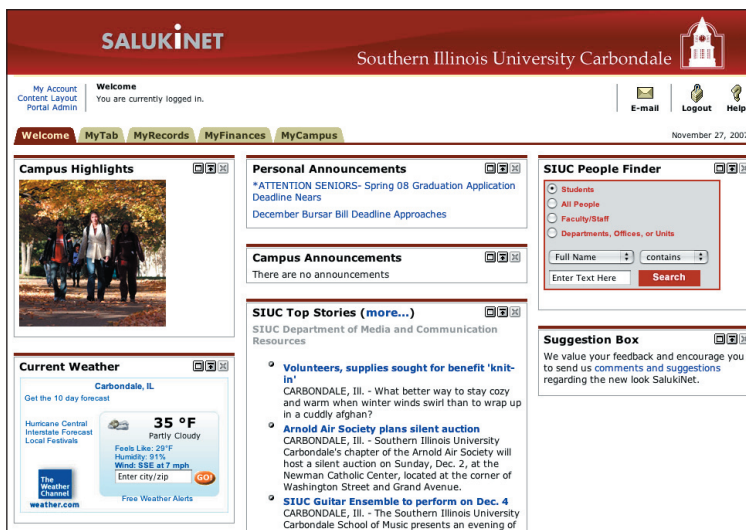 SALUKiNET
Southern Illinois University Carbondale
My Account
Content Layout
Portal Admin
Welcome
You are currently logged in.
E-mail
Logout
Help
Welcome
MyTab
MyRecords
MyFinances
MyCampus
November 27, 2007
Campus Highlights
Current Weather
Carbondale, IL
Get the 10 day forecast
Hurricane Central
Interstate Forecast
Local Festivals
35 °F
Partly Cloudy
Feels Like: 29°F
Humidity: 91%
Wind: SSE at 7 mph
Enter city/zip
GO!
The
Weather
Channel
weather.com
Free Weather Alerts
Personal Announcements
*ATTENTION SENIORS- Spring 08 Graduation Application
Deadline Nears
December Bursar Bill Deadline Approaches
Campus Announcements
There are no announcements
SIUC Top Stories (more...)
SIUC Department of Media and Communication
Resources
Volunteers, supplies sought for benefit 'knit-
in'
CARBONDALE, Ill. - What better way to stay cozy
and warm when winter winds swirl than to wrap up
in a cuddly afghan?
Arnold Air Society plans silent auction
CARBONDALE, Ill. - Southern Illinois University
Carbondale's chapter of the Arnold Air Society will
host a silent auction on Sunday, Dec. 2, at the
Newman Catholic Center, located at the corner of
Washington Street and Grand Avenue.
SIUC Guitar Ensemble to perform on Dec. 4
CARBONDALE, Ill. - The Southern Illinois University
Carbondale School of Music presents an evening of
SIUC People Finder
Students
All People
Faculty/Staff
Departments, Offices, or Units
Full Name
contains
Enter Text Here
Search
Suggestion Box
We value your feedback and encourage you
to send us comments and suggestions
regarding the new look SalukiNet.